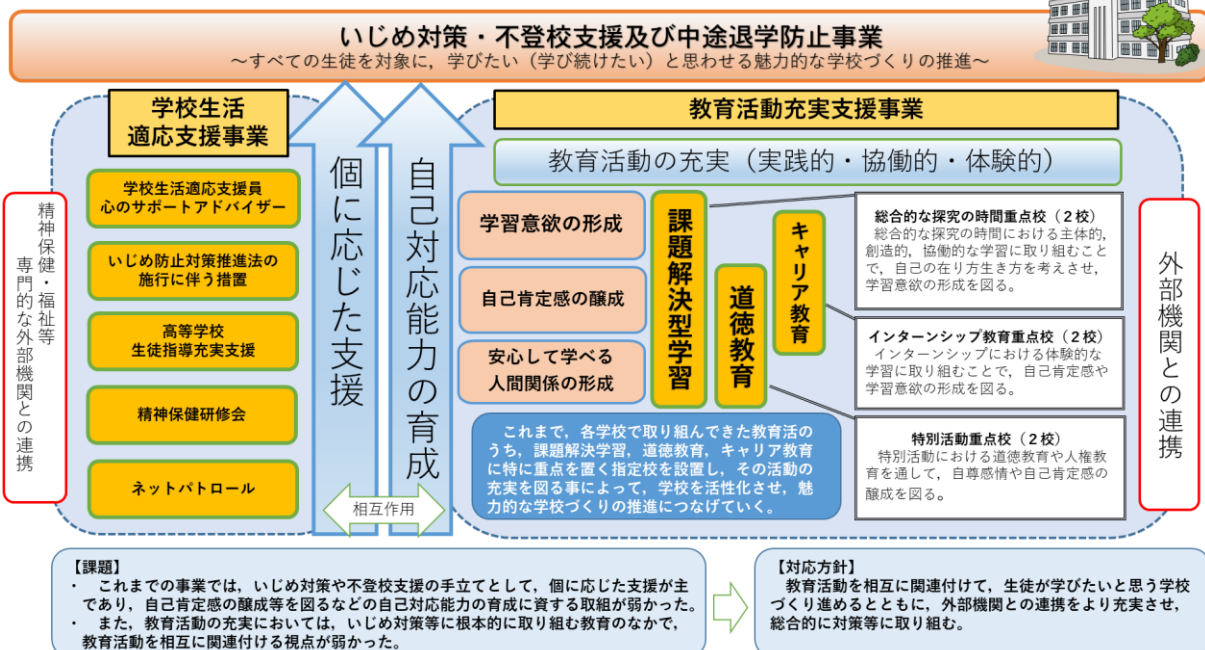 いじめ対策・不登校支援及び中途退学防止事業
～すべての生徒を対象に，学びたい（学び続けたい）と思わせる魅力的な学校づくりの推進～
学校生活
適応支援事業
学校生活適応支援員
心のサポートアドバイザー
いじめ防止対策推進法の
施行に伴う措置
高等学校
生徒指導充実支援
精神保健研修会
ネットパトロール
精神保健・福祉等
専門的な外部機関との連携
個に応じた支援
自己対応能力の育成
相互作用
教育活動充実支援事業
教育活動の充実（実践的・協働的・体験的）
学習意欲の形成
自己肯定感の醸成
安心して学べる
人間関係の形成
課題解決型学習
道徳教育
キャリア教育
これまで，各学校で取り組んできた教育活の
うち，課題解決学習，道徳教育，キャリア教育
に特に重点を置く指定校を設置し，その活動の
充実を図る事によって，学校を活性化させ，魅
力的な学校づくりの推進につなげていく。
総合的な探究の時間重点校（２校）
総合的な探究の時間における主体的，
創造的，協働的な学習に取り組むこと
で，自己の在り方生き方を考えさせ，
学習意欲の形成を図る。
インターンシップ教育重点校（２校）
インターンシップにおける体験的な
学習に取り組むことで，自己肯定感や
学習意欲の形成を図る。
特別活動重点校（２校）
特別活動における道徳教育や人権教
育を通して，自尊感情や自己肯定感の
醸成を図る。
外部機関との連携
【課題】
・　これまでの事業では，いじめ対策や不登校支援の手立てとして，個に応じた支援が主
であり，自己肯定感の醸成等を図るなどの自己対応能力の育成に資する取組が弱かった。
・　また，教育活動の充実においては，いじめ対策等に根本的に取り組む教育のなかで，
教育活動を相互に関連付ける視点が弱かった。
【対応方針】
教育活動を相互に関連付けて，生徒が学びたいと思う学校
づくり進めるとともに，外部機関との連携をより充実させ，
総合的に対策等に取り組む。